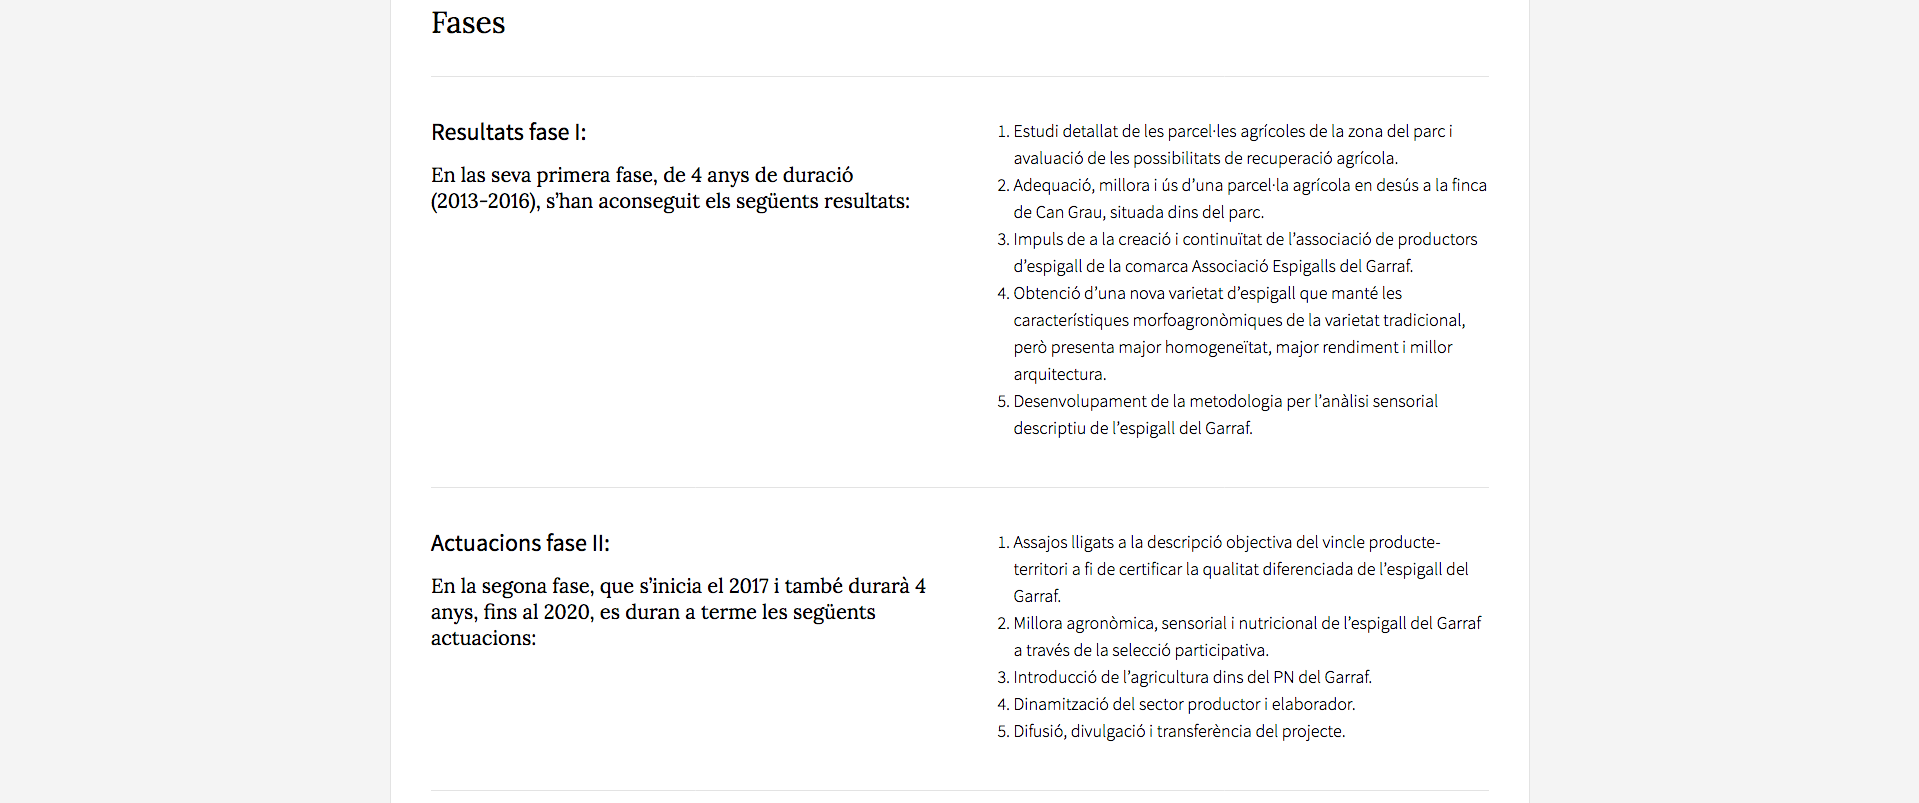 Fases
Resultats fase I:
En las seva primera fase, de 4 anys de duració
(2013-2016), s’han aconseguit els següents resultats:
1. Estudi detallat de les parcel·les agrícoles de la zona del parc i
avaluació de les possibilitats de recuperació agrícola.
2. Adequació, millora i ús d’una parcel·la agrícola en desús a la finca
de Can Grau, situada dins del parc.
3. Impuls de a la creació i continuïtat de l’associació de productors
d’espigall de la comarca Associació Espigalls del Garraf.
4. Obtenció d’una nova varietat d’espigall que manté les
característiques morfoagronòmiques de la varietat tradicional,
però presenta major homogeneïtat, major rendiment i millor
arquitectura.
5. Desenvolupament de la metodologia per l’anàlisi sensorial
descriptiu de l’espigall del Garraf.
Actuacions fase II:
En la segona fase, que s’inicia el 2017 i també durarà 4
anys, fins al 2020, es duran a terme les següents
actuacions:
1. Assajos lligats a la descripció objectiva del vincle producte-
territori a fi de certificar la qualitat diferenciada de l’espigall del
Garraf.
2. Millora agronòmica, sensorial i nutricional de l’espigall del Garraf
a través de la selecció participativa.
3. Introducció de l’agricultura dins del PN del Garraf.
4. Dinamització del sector productor i elaborador.
5. Difusió, divulgació i transferència del projecte.